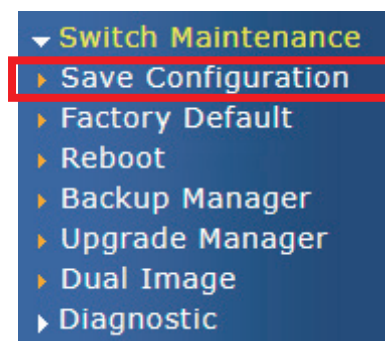 Switch Maintenance
Save Configuration
Factory Default
Reboot
Backup Manager
Upgrade Manager
Dual Image
Diagnostic